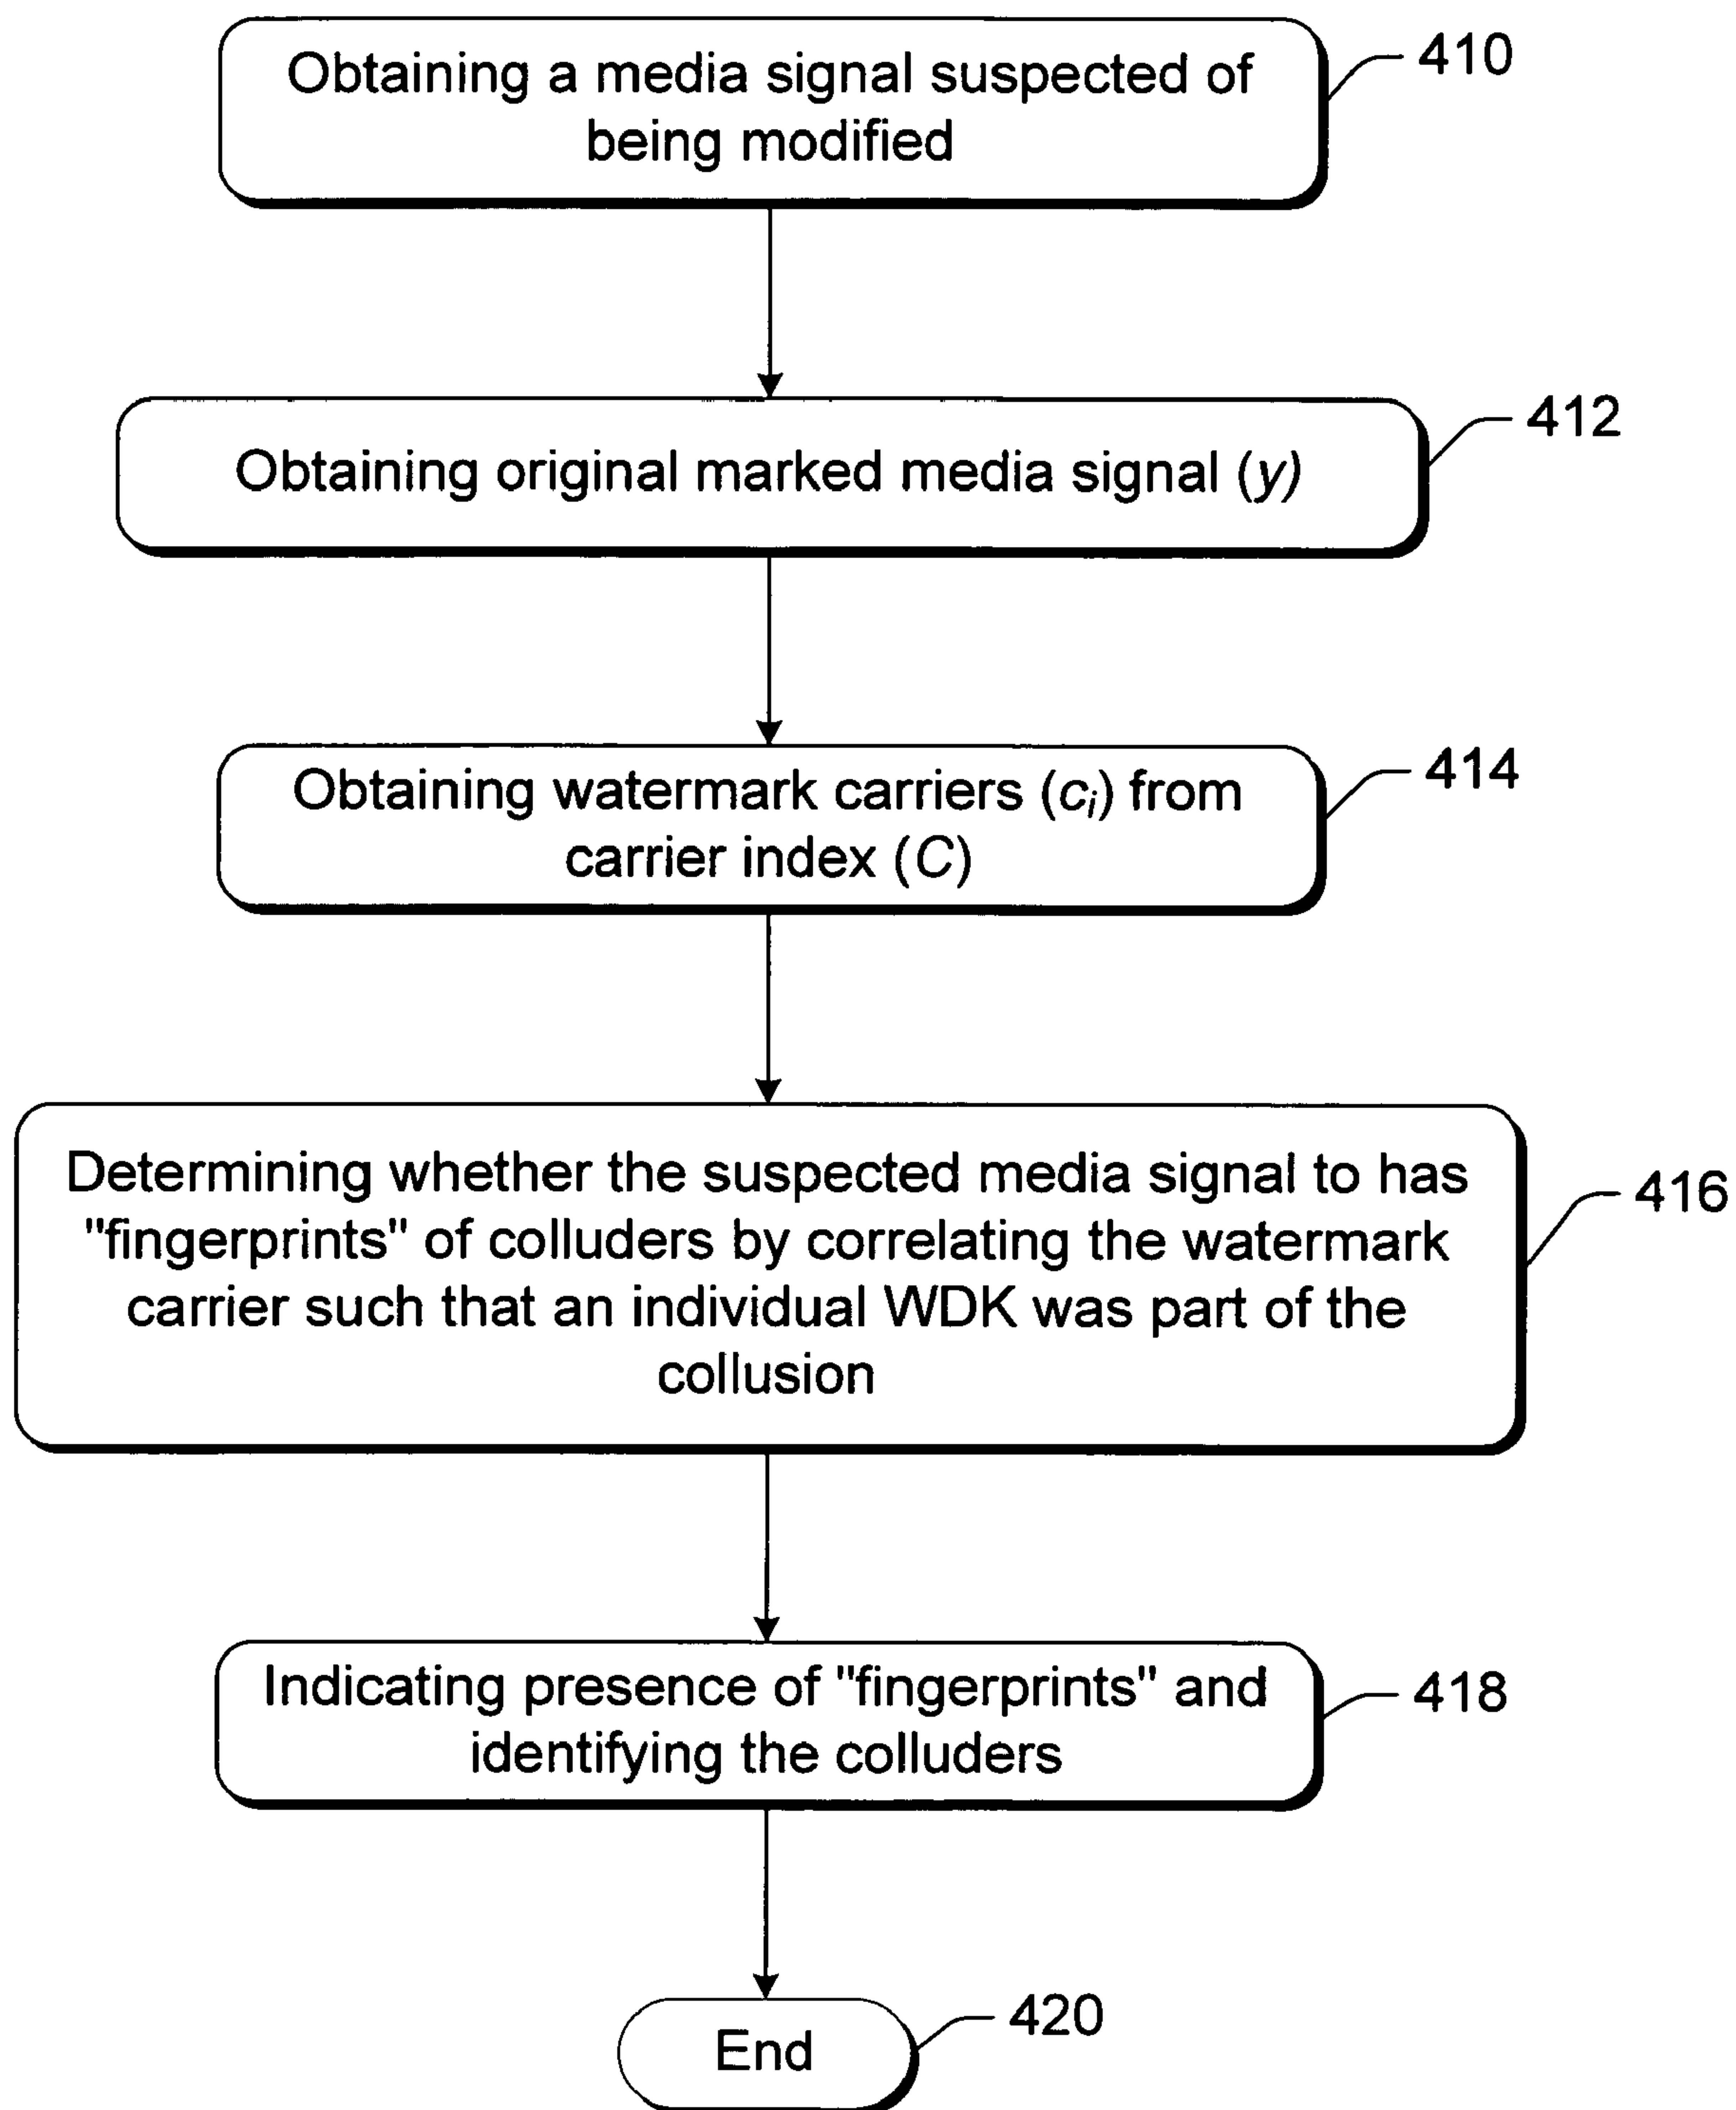 Obtaining a media signal suspected of
being modified
410
Obtaining original marked media signal (y)
412
Obtaining watermark carriers (ci) from
carrier index (C)
414
Determining whether the suspected media signal to has
"fingerprints" of colluders by correlating the watermark
carrier such that an individual WDK was part of the
collusion
416
Indicating presence of "fingerprints" and
identifying the colluders
418
End
420